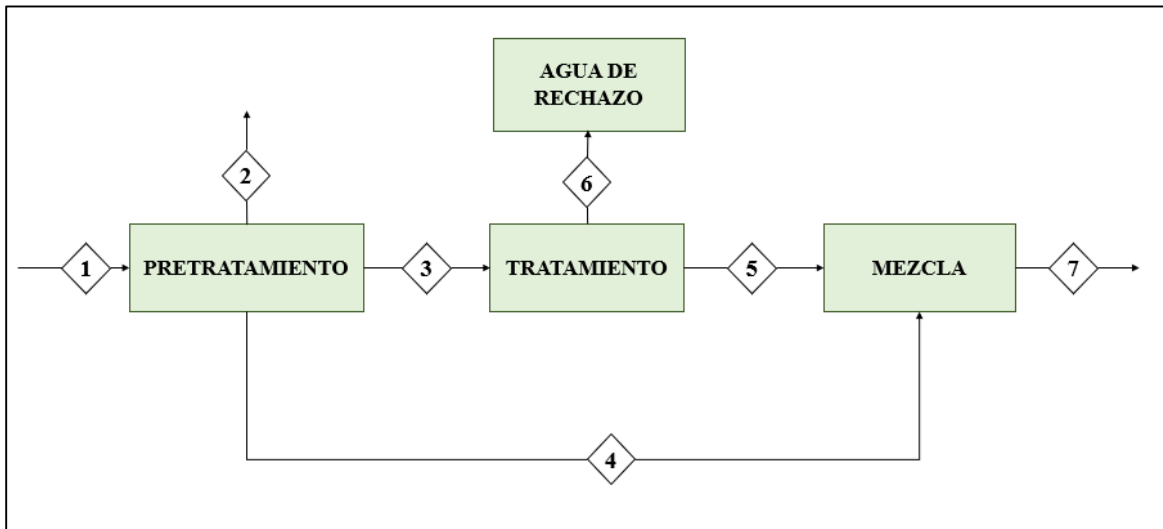 AGUA DE
RECHAZO
2
6
1
PRETRATAMIENTO
3
TRATAMIENTO
5
MEZCLA
7
4